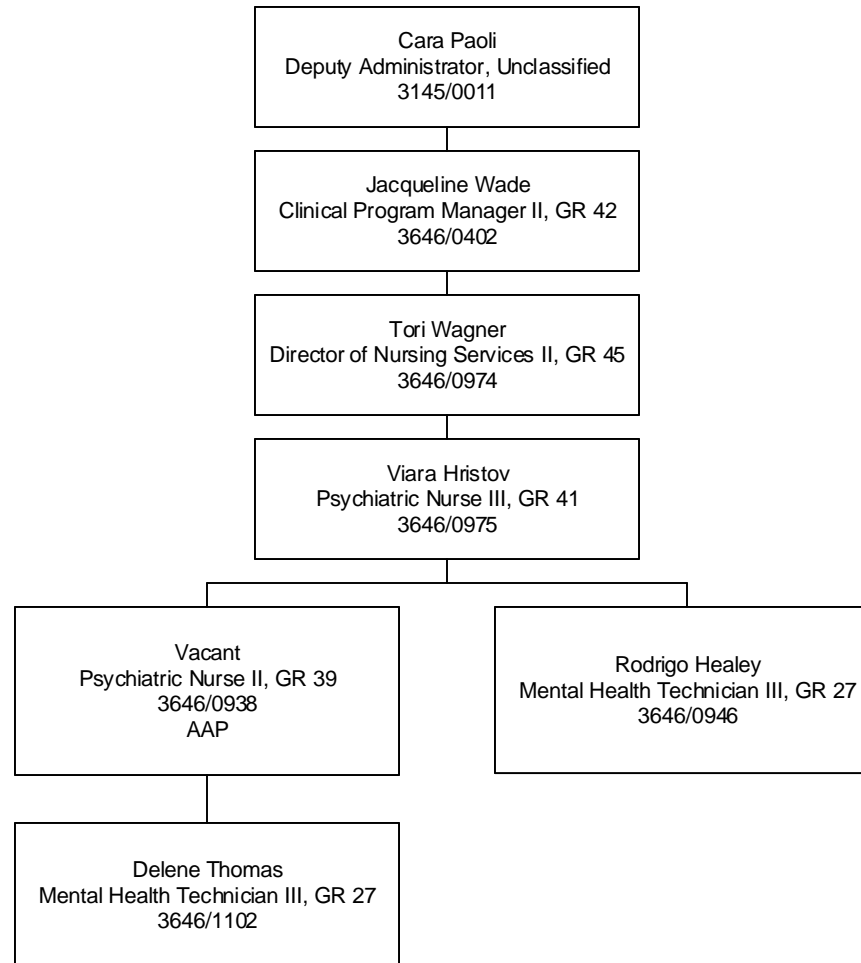 Cara Paoli
Deputy Administrator, Unclassified
3145/0011
Jacqueline Wade
Clinical Program Manager II, GR 42
3646/0402
Tori Wagner
Director of Nursing Services II, GR 45
3646/0974
Viara Hristov
Psychiatric Nurse III, GR 41
3646/0975
Vacant
Psychiatric Nurse II, GR 39
3646/0938
AAP
Rodrigo Healey
Mental Health Technician III, GR 27
3646/0946
Delene Thomas
Mental Health Technician III, GR 27
3646/1102